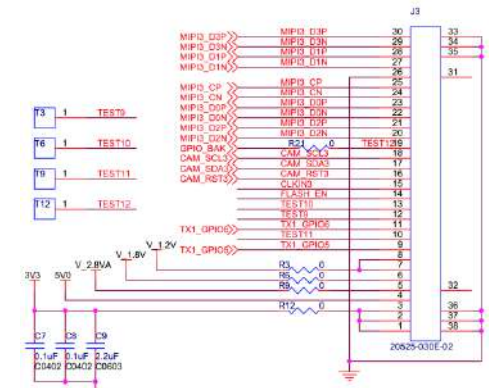 J3
MIPI3_D3P MIPI3_D3P 30 33
MIPI3_D3N MIPI3_D3N 29 34
MIPI3_D1P MIPI3_D1P 28 35
MIPI3_D1N MIPI3_D1N 27
26 31
MIPI3_CP MIPI3_CP 25
MIPI3_CN MIPI3_CN 24
MIPI3_D0P MIPI3_D0P 23
MIPI3_D0N MIPI3_D0N 22
MIPI3_D2P MIPI3_D2P 21
MIPI3_D2N MIPI3_D2N 20
GPIO_BAK R21 0 TEST12 19
CAM_SCL3 CAM_SCL3 18
CAM_SDA3 CAM_SDA3 17
CAM_RST3 CAM_RST3 16
CLKIN3 15
FLASH_EN 14
TEST10 13
TEST9 12
TX1_GPIO6 TX1_GPIO6 11
TEST11 10
TX1_GPIO5 TX1_GPIO5 9
8
R3 0 7
R6 0 6
R9 0 5 32
4
R12 0 3 36
2 37
1 38
20525-030E-02
T3 1 TEST9
T6 1 TEST10
T9 1 TEST11
T12 1 TEST12
V_1.2V
V_1.8V
V_2.8VA
3V3 5V0
C7 C8 C9
0.1uF 0.1uF 2.2uF
C0402 C0402 C0603